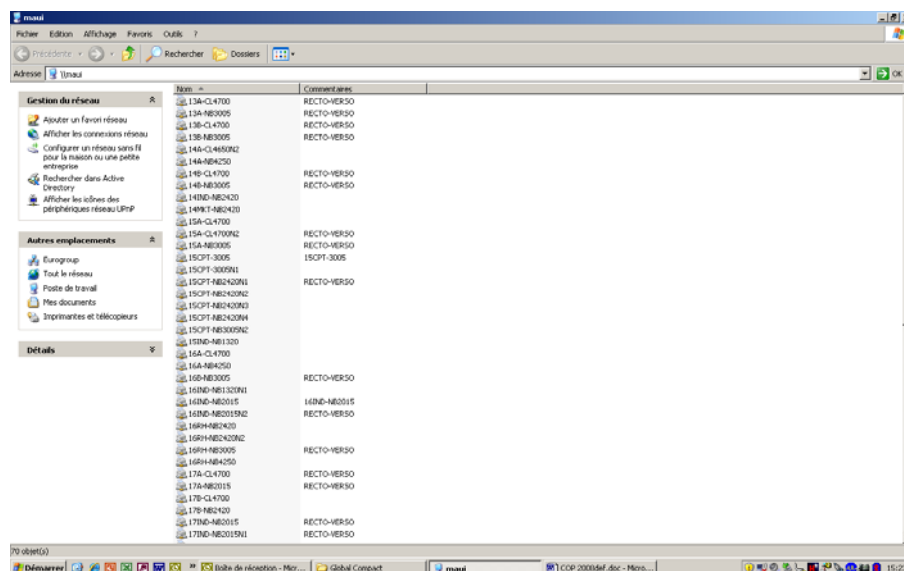 maui
Fichier Edition Affichage Favoris Outils ?
Précédente Rechercher Dossiers
Adresse \\maui OK
Gestion du réseau
Ajouter un favori réseau
Afficher les connexions réseau
Configurer un réseau sans fil
pour la maison ou une petite
entreprise
Rechercher dans Active
Directory
Afficher les icônes des
périphériques réseau UPnP
Autres emplacements
Eurogroup
Tout le réseau
Poste de travail
Mes documents
Imprimantes et télécopieurs
Détails
Nom Commentaires
13A-CL4700 RECTO-VERSO
13A-NB3005 RECTO-VERSO
13B-CL4700 RECTO-VERSO
13B-NB3005 RECTO-VERSO
14A-CL4650N2
14A-NB4250
14B-CL4700 RECTO-VERSO
14B-NB3005 RECTO-VERSO
14IND-NB2420
14MKT-NB2420
15A-CL4700
15A-CL4700N2 RECTO-VERSO
15A-NB3005 RECTO-VERSO
15CPT-3005 15CPT-3005
15CPT-3005N1
15CPT-NB2420N1 RECTO-VERSO
15CPT-NB2420N2
15CPT-NB2420N3
15CPT-NB2420N4
15CPT-NB3005N2
15IND-NB1320
16A-CL4700
16A-NB4250
16B-NB3005 RECTO-VERSO
16IND-NB1320N1
16IND-NB2015 16IND-NB2015
16IND-NB2015N2 RECTO-VERSO
16RH-NB2420
16RH-NB2420N2
16RH-NB3005 RECTO-VERSO
16RH-NB4250
17A-CL4700 RECTO-VERSO
17A-NB2015 RECTO-VERSO
17B-CL4700
17B-NB2420
17IND-NB2015 RECTO-VERSO
17IND-NB2015N1 RECTO-VERSO
70 objet(s)
Démarrer » Boîte de réception - Micr... Global Compact maui COP 2008def.doc - Micro...